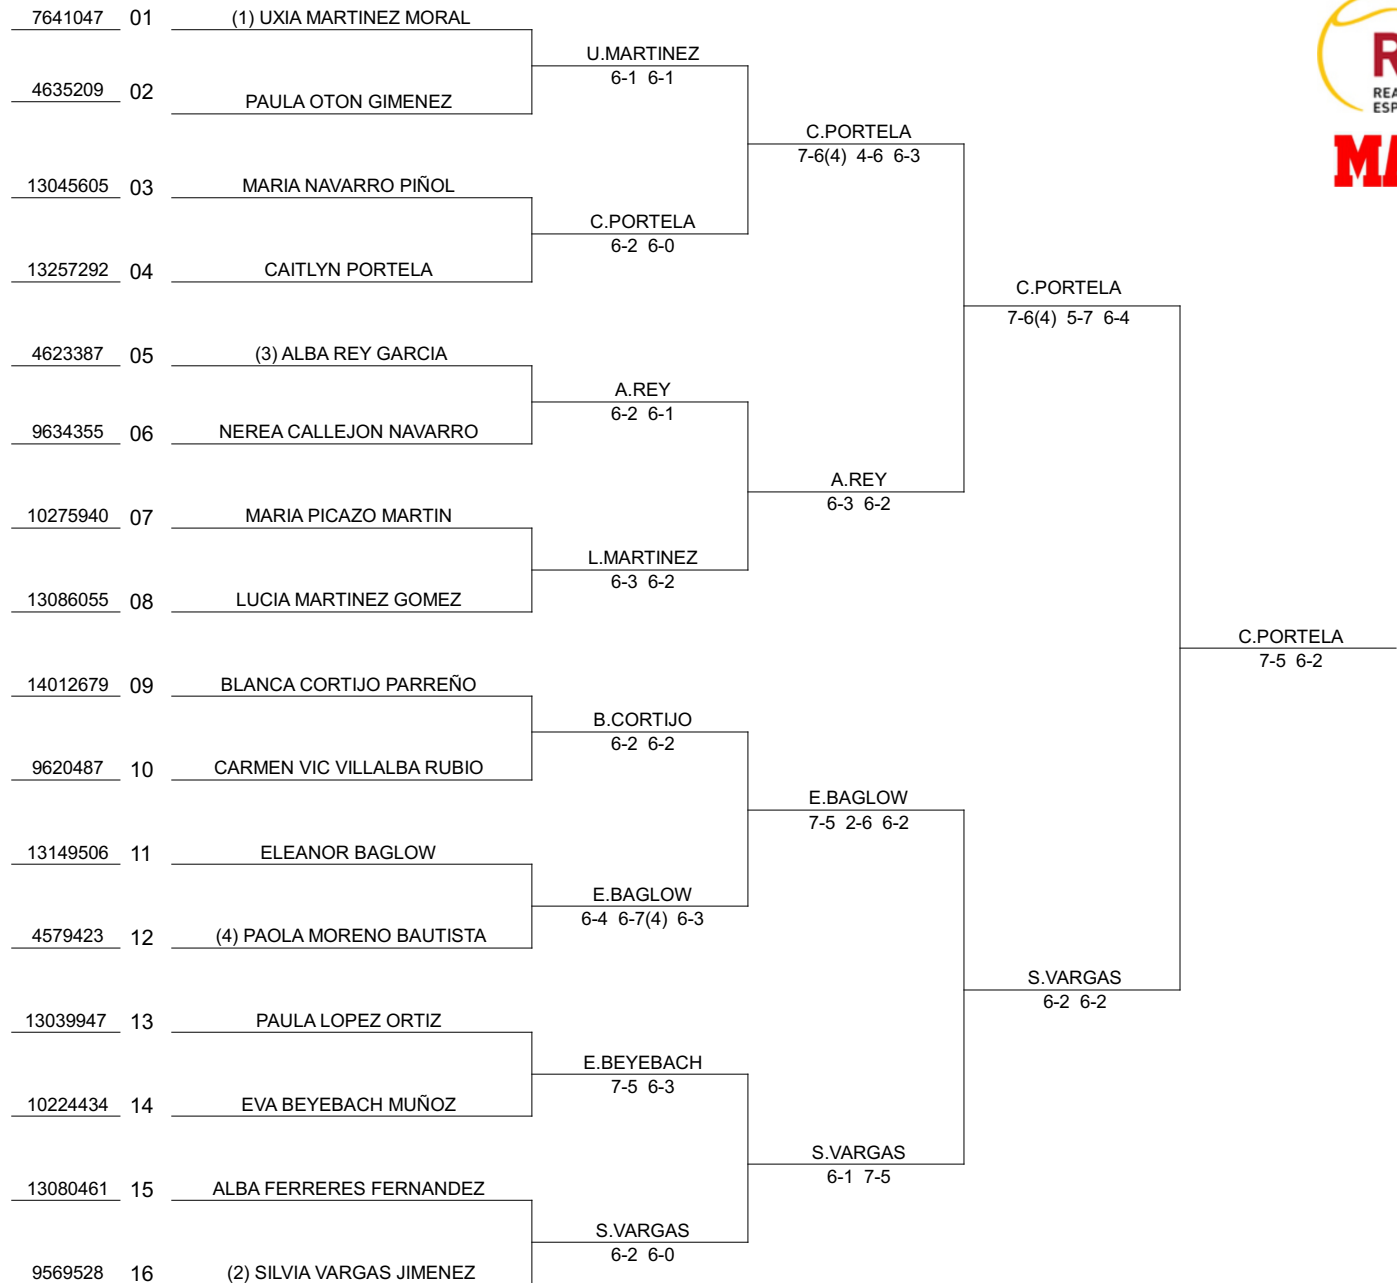 7641047 01 (1) UXIA MARTINEZ MORAL
U.MARTINEZ
6-1 6-1
4635209 02 PAULA OTON GIMENEZ
C.PORTELA
7-6(4) 4-6 6-3
13045605 03 MARIA NAVARRO PIÑOL
C.PORTELA
6-2 6-0
13257292 04 CAITLYN PORTELA
C.PORTELA
7-6(4) 5-7 6-4
4623387 05 (3) ALBA REY GARCIA
A.REY
6-2 6-1
9634355 06 NEREA CALLEJON NAVARRO
A.REY
6-3 6-2
10275940 07 MARIA PICAZO MARTIN
L.MARTINEZ
6-3 6-2
13086055 08 LUCIA MARTINEZ GOMEZ
C.PORTELA
7-5 6-2
14012679 09 BLANCA CORTIJO PARREÑO
B.CORTIJO
6-2 6-2
9620487 10 CARMEN VIC VILLALBA RUBIO
E.BAGLOW
7-5 2-6 6-2
13149506 11 ELEANOR BAGLOW
E.BAGLOW
6-4 6-7(4) 6-3
4579423 12 (4) PAOLA MORENO BAUTISTA
S.VARGAS
6-2 6-2
13039947 13 PAULA LOPEZ ORTIZ
E.BEYEBACH
7-5 6-3
10224434 14 EVA BEYEBACH MUÑOZ
S.VARGAS
6-1 7-5
13080461 15 ALBA FERRERES FERNANDEZ
S.VARGAS
6-2 6-0
9569528 16 (2) SILVIA VARGAS JIMENEZ